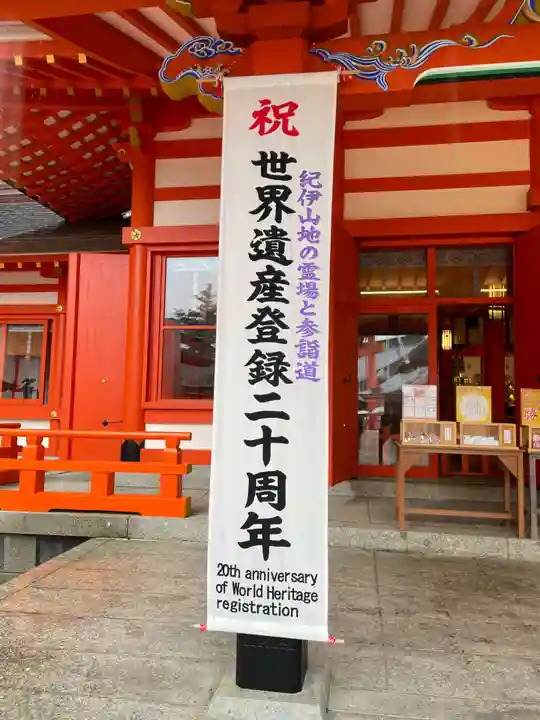 祝
紀伊山地の霊場と参詣道
世界遺産登録二十周年
20th anniversary
of World Heritage
registration